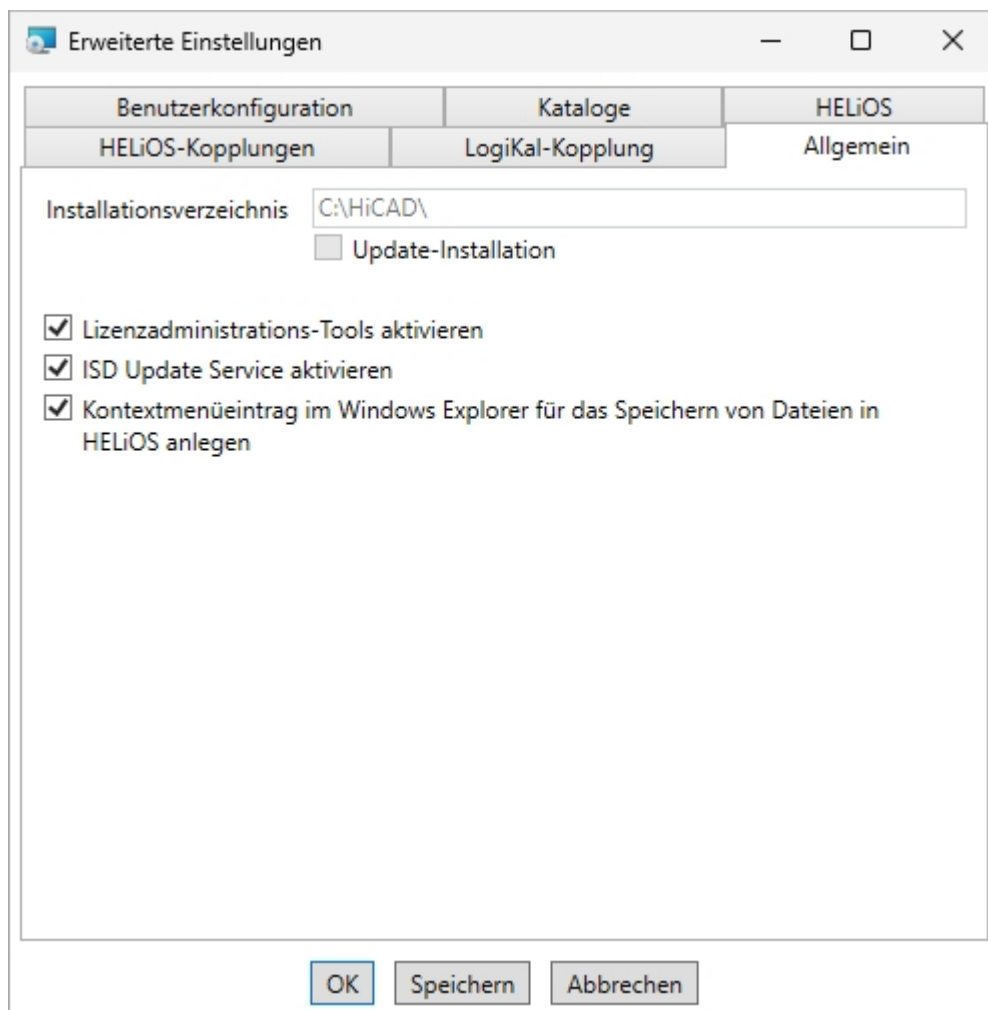 Erweiterte Einstellungen
Benutzerkonfiguration Kataloge HELiOS
HELiOS-Kopplungen LogiKal-Kopplung Allgemein
Installationsverzeichnis C:\HiCAD\
Update-Installation
Lizenzadministrations-Tools aktivieren
ISD Update Service aktivieren
Kontextmenüeintrag im Windows Explorer für das Speichern von Dateien in
HELiOS anlegen
OK Speichern Abbrechen